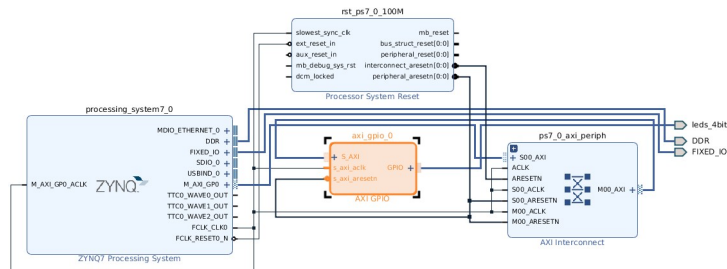 rst_ps7_0_100M
slowest_sync_clk
ext_reset_in
aux_reset_in
mb_debug_sys_rst
dcm_locked
mb_reset
bus_struct_reset[0:0]
peripheral_reset[0:0]
interconnect_aresetn[0:0]
peripheral_aresetn[0:0]
Processor System Reset
processing_system7_0
M_AXI_GP0_ACLK
ZYNQ
MDIO_ETHERNET_0
DDR
FIXED_IO
SDIO_0
USBIND_0
M_AXI_GP0
TTC0_WAVE0_OUT
TTC0_WAVE1_OUT
TTC0_WAVE2_OUT
FCLK_CLK0
FCLK_RESET0_N
ZYNQ7 Processing System
axi_gpio_0
S_AXI
s_axi_aclk
s_axi_aresetn
GPIO
AXI GPIO
ps7_0_axi_periph
S00_AXI
ACLK
ARESETN
S00_ACLK
S00_ARESETN
M00_ACLK
M00_ARESETN
M00_AXI
AXI Interconnect
leds_4bit
DDR
FIXED_IO